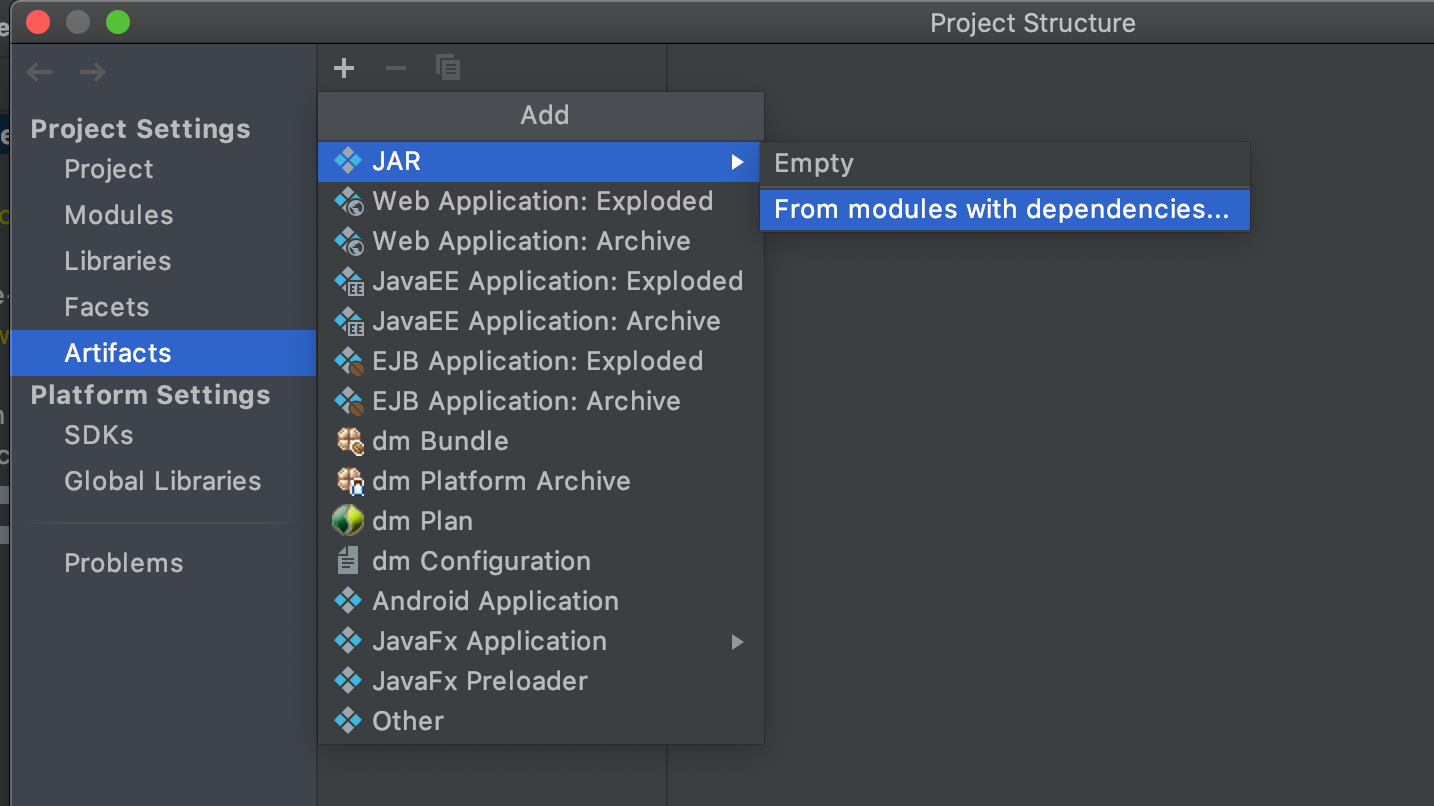 Project Structure
Project Settings
Project
Modules
Libraries
Facets
Artifacts
Platform Settings
SDKs
Global Libraries
Problems
Add
JAR
Web Application: Exploded
Web Application: Archive
JavaEE Application: Exploded
JavaEE Application: Archive
EJB Application: Exploded
EJB Application: Archive
dm Bundle
dm Platform Archive
dm Plan
dm Configuration
Android Application
JavaFx Application
JavaFx Preloader
Other
Empty
From modules with dependencies...